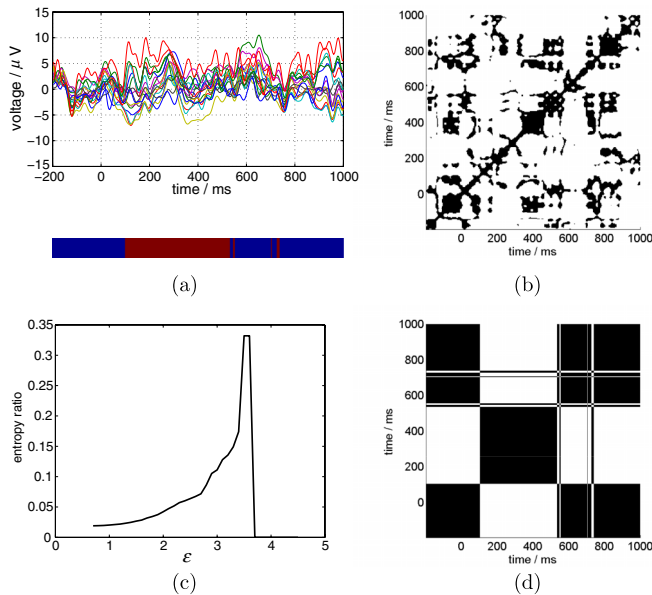 15
10
5
0
−5
−10
−15
voltage / μ V
−200 0 200 400 600 800 1000
time / ms
(a)
1000
800
600
400
200
0
time / ms
0 200 400 600 800 1000
time / ms
(b)
0.35
0.3
0.25
0.2
0.15
0.1
0.05
0
entropy ratio
0 1 2 3 4 5
ε
(c)
1000
800
600
400
200
0
time / ms
0 200 400 600 800 1000
time / ms
(d)